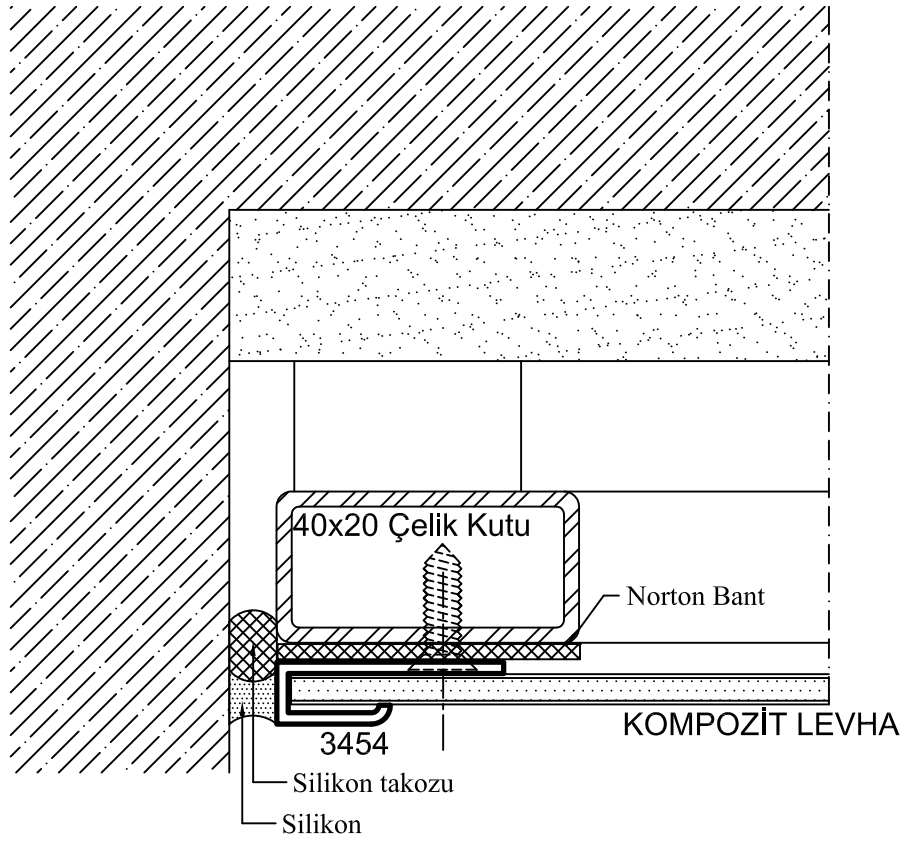 40x20 Çelik Kutu
Norton Bant
KOMPOZİT LEVHA
3454
Silikon takozu
Silikon